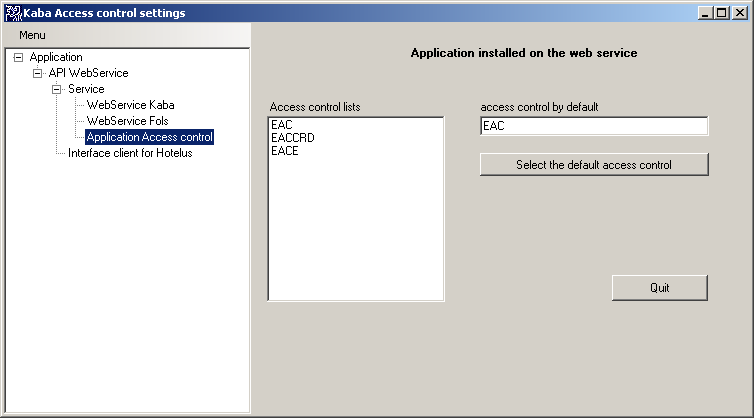 Kaba Access control settings
Menu
Application
API WebService
Service
WebService Kaba
WebService Fols
Application Access control
Interface client for Hotelus
Application installed on the web service
Access control lists
EAC
EACCRD
EACE
access control by default
EAC
Select the default access control
Quit